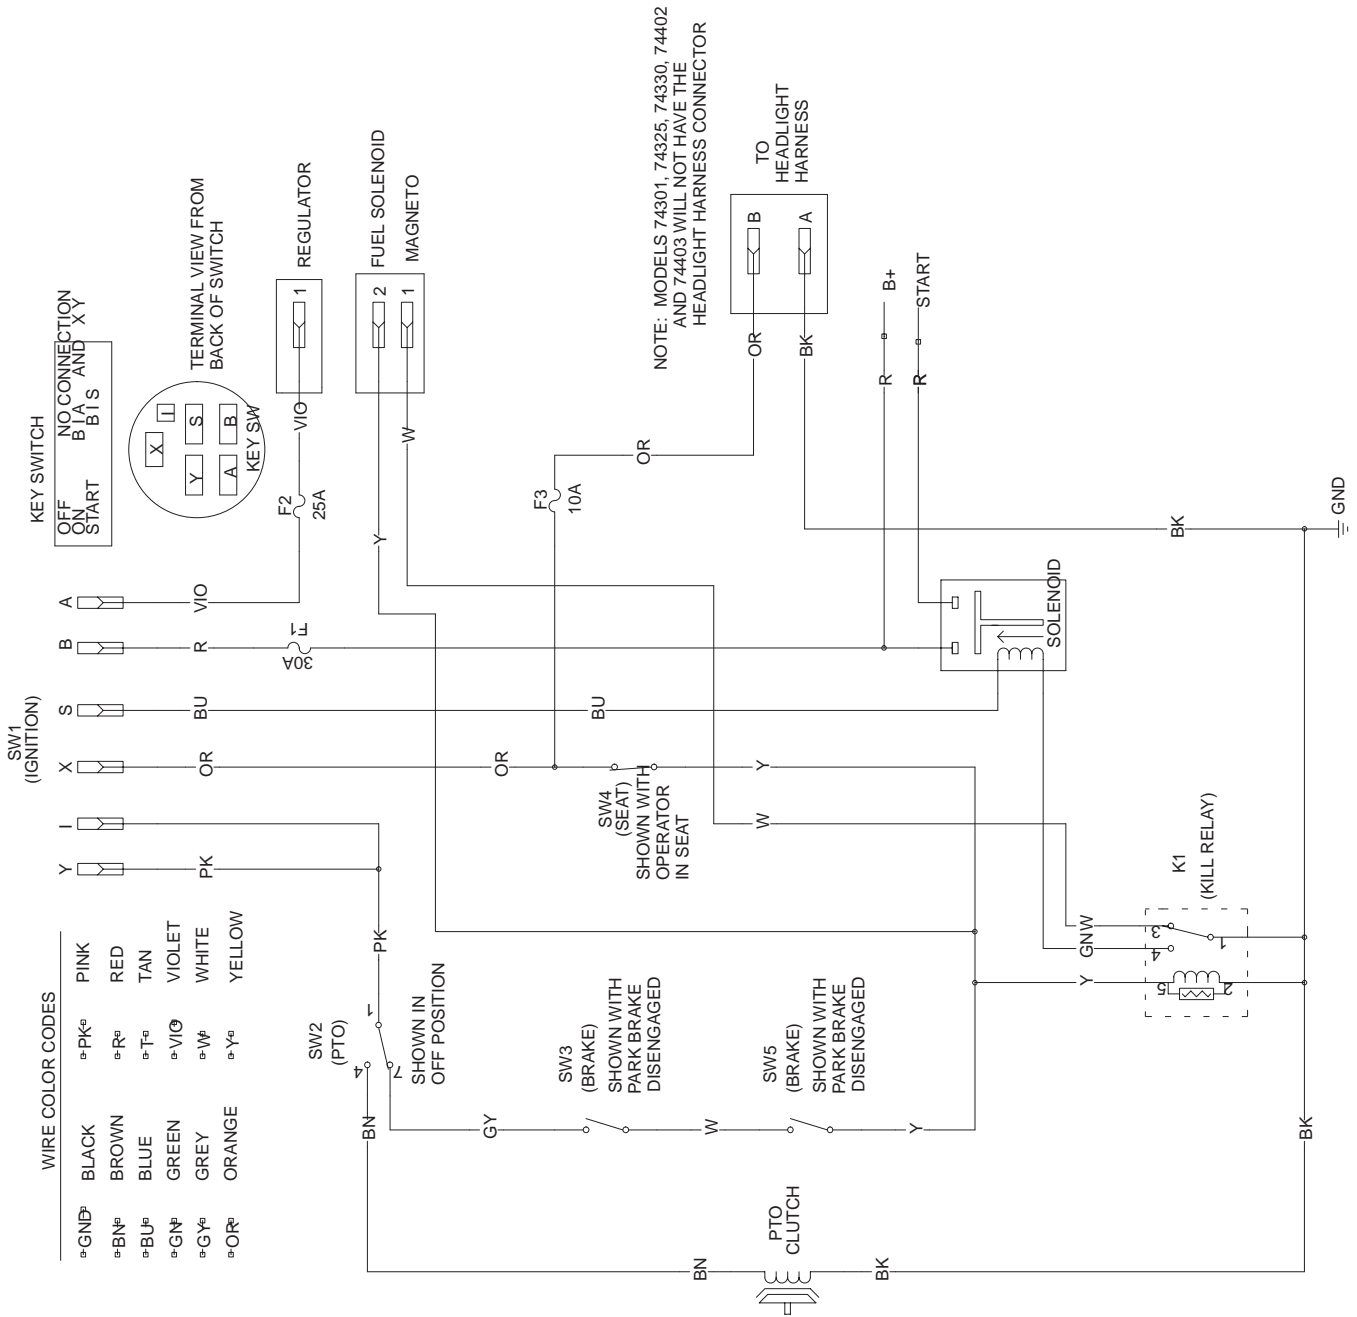 KEY SWITCH
OFF NO CONNECTION
ON B I A AND X Y
START B I S
TERMINAL VIEW FROM
BACK OF SWITCH
X
I
Y
S
A
B
KEY SW
SW1
(IGNITION)
A
B
S
X
I
Y
VIO
R
BU
OR
PK
F1
30A
F2
25A
VIO
1
REGULATOR
2
1
FUEL SOLENOID
MAGNETO
Y
W
F3
10A
OR
OR
BU
NOTE: MODELS 74301, 74325, 74330, 74402
AND 74403 WILL NOT HAVE THE
HEADLIGHT HARNESS CONNECTOR
TO
HEADLIGHT
HARNESS
B
A
OR
BK
R
B+
R
START
BK
GND
SOLENOID
SW4
(SEAT)
SHOWN WITH
OPERATOR
IN SEAT
Y
W
K1
(KILL RELAY)
W
GN
3
4
1
Y
5
2
WIRE COLOR CODES
GND BLACK PK PINK
BN BROWN R RED
BU BLUE T TAN
GN GREEN VIO VIOLET
GY GREY W WHITE
OR ORANGE Y YELLOW
PK
SW2
(PTO)
1
4
7
SHOWN IN
OFF POSITION
BN
GY
SW3
(BRAKE)
SHOWN WITH
PARK BRAKE
DISENGAGED
W
SW5
(BRAKE)
SHOWN WITH
PARK BRAKE
DISENGAGED
Y
BN
PTO
CLUTCH
BK
BK